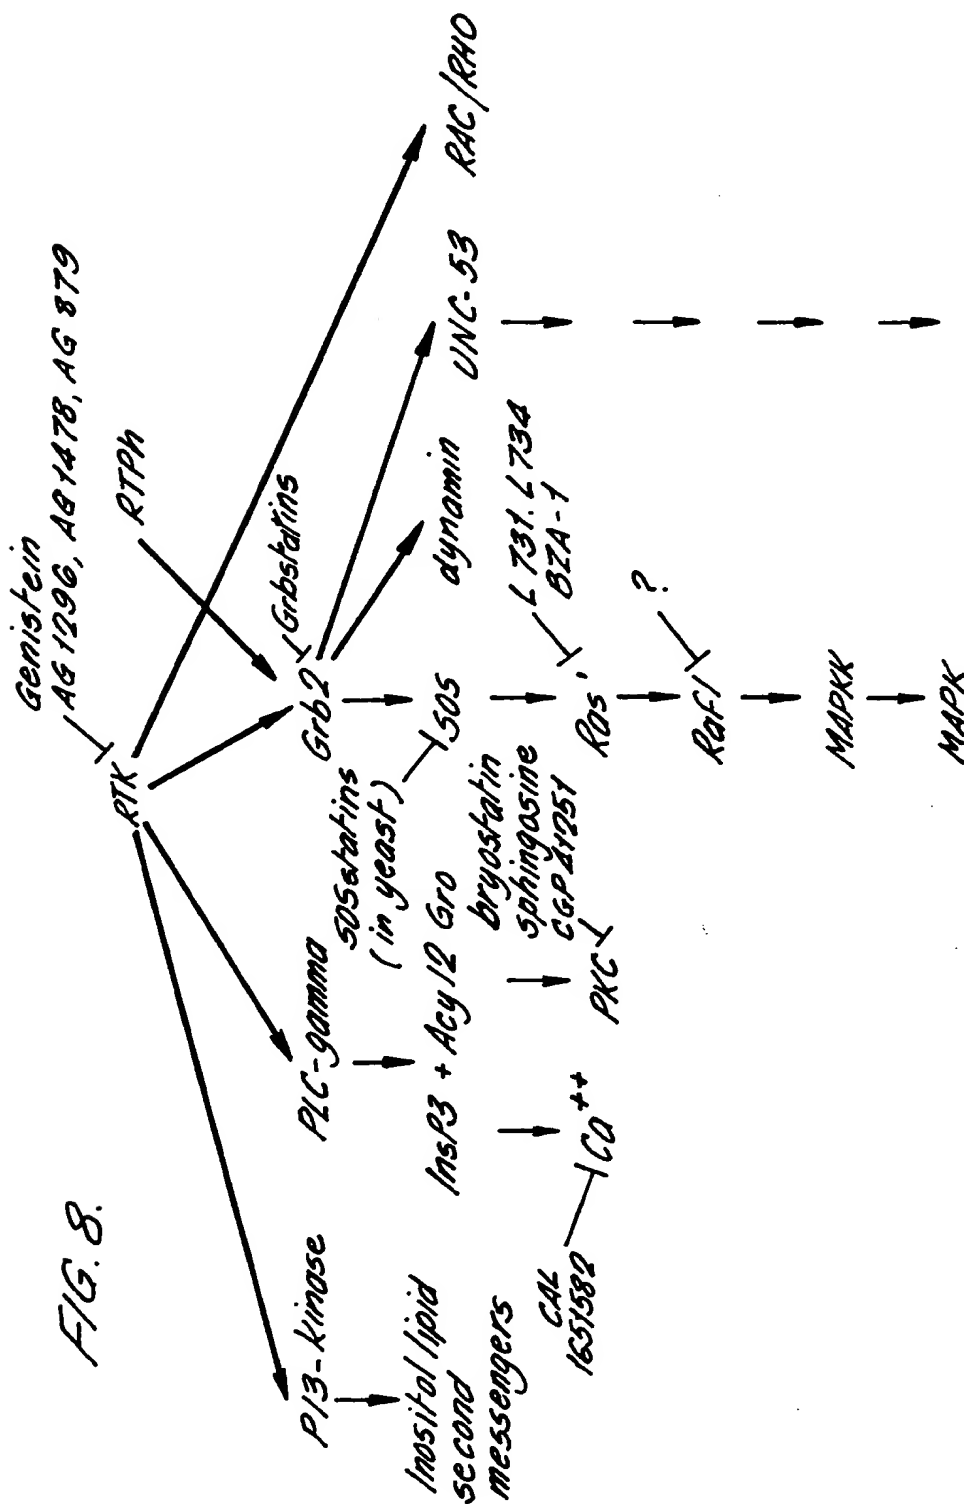 FIG. 8.
Genistein
AG 1296, AG 1478, AG 879
RTK
RTPh
PI3-kinase
PLC-gamma
Grb2
Grbstatins
Inositol lipid
second
messengers
InsP3 + Acy12 Gro
SOSstatins
(in yeast)
SOS
dynamin
UNC-53
RAC/RHO
CAL
1651582
Ca++
PKC
bryostatin
sphingosine
CGP 41251
Ras
L 731. L 734
BZA-1
Raf1
?
MAPKK
MAPK